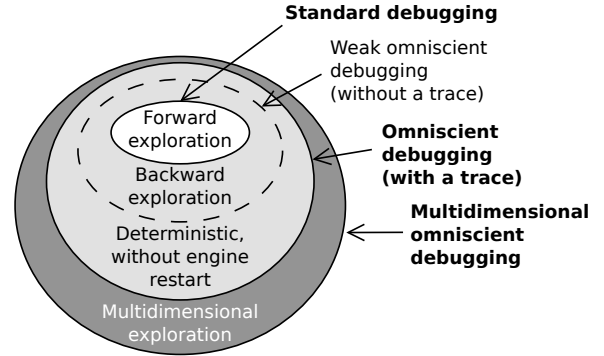 Standard debugging
Weak omniscient
debugging
(without a trace)
Forward
exploration
Omniscient
debugging
(with a trace)
Backward
exploration
Multidimensional
omniscient
debugging
Deterministic,
without engine
restart
Multidimensional
exploration